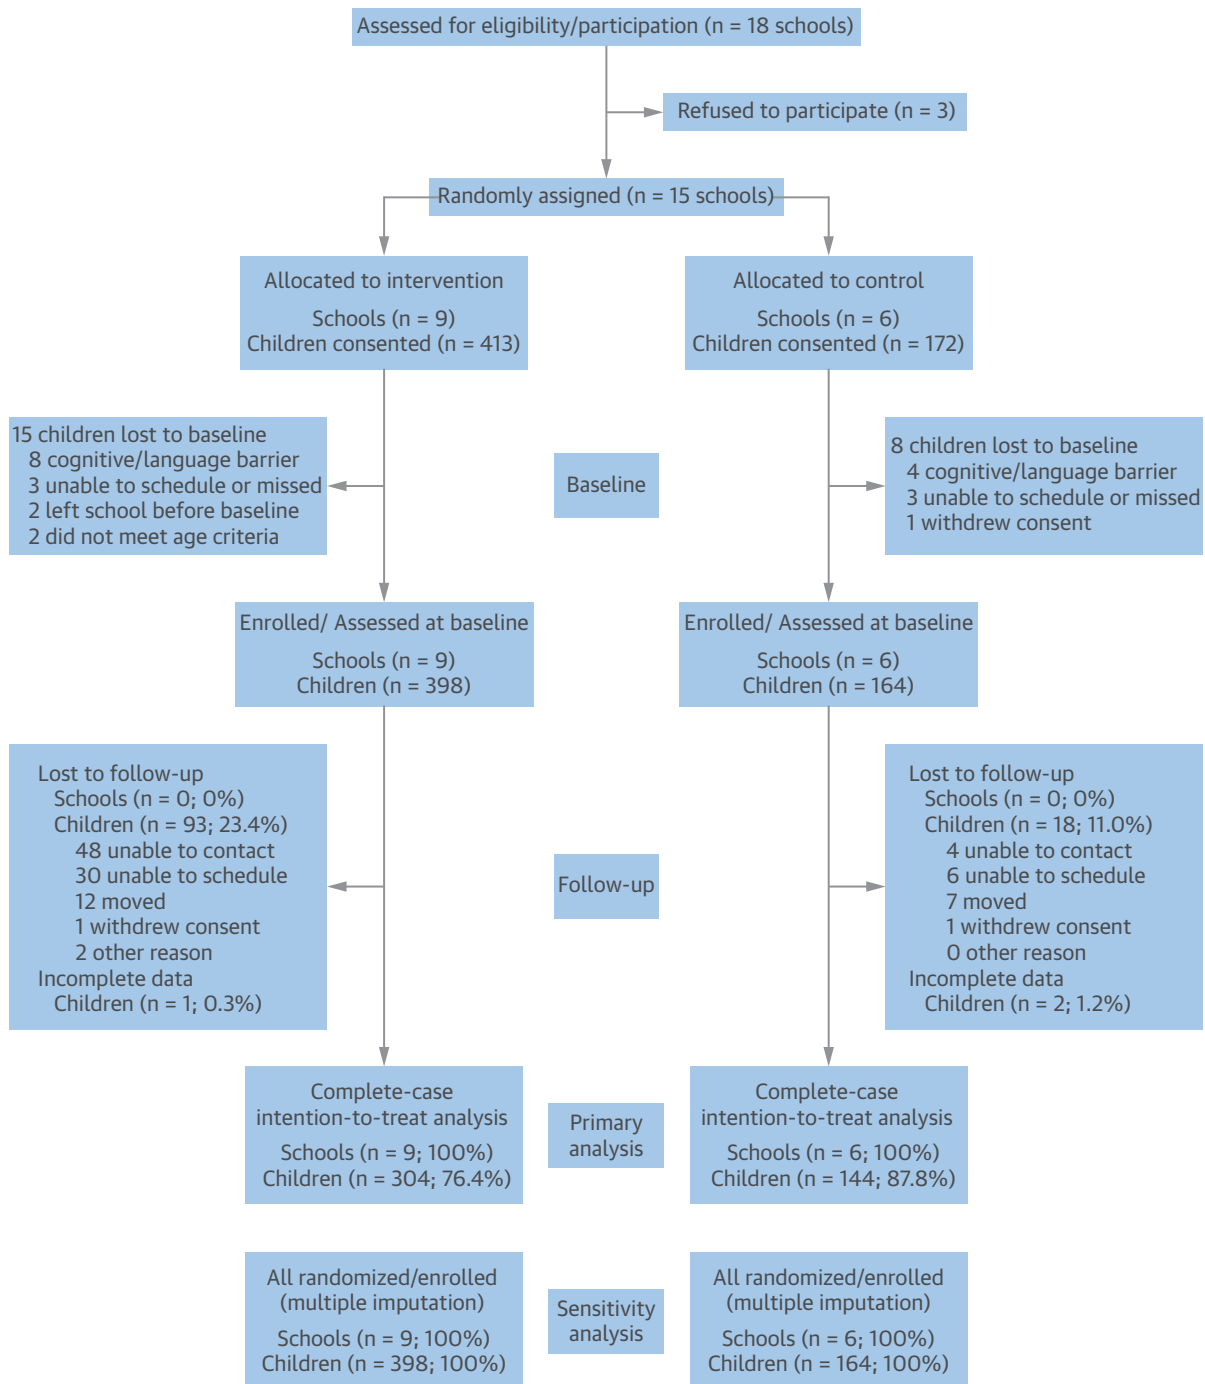 Assessed for eligibility/participation (n = 18 schools)
Refused to participate (n = 3)
Randomly assigned (n = 15 schools)
Allocated to intervention
Schools (n = 9)
Children consented (n = 413)
Allocated to control
Schools (n = 6)
Children consented (n = 172)
15 children lost to baseline
8 cognitive/language barrier
3 unable to schedule or missed
2 left school before baseline
2 did not meet age criteria
Baseline
8 children lost to baseline
4 cognitive/language barrier
3 unable to schedule or missed
1 withdrew consent
Enrolled/ Assessed at baseline
Schools (n = 9)
Children (n = 398)
Enrolled/ Assessed at baseline
Schools (n = 6)
Children (n = 164)
Lost to follow-up
Schools (n = 0; 0%)
Children (n = 93; 23.4%)
48 unable to contact
30 unable to schedule
12 moved
1 withdrew consent
2 other reason
Incomplete data
Children (n = 1; 0.3%)
Follow-up
Lost to follow-up
Schools (n = 0; 0%)
Children (n = 18; 11.0%)
4 unable to contact
6 unable to schedule
7 moved
1 withdrew consent
0 other reason
Incomplete data
Children (n = 2; 1.2%)
Complete-case
intention-to-treat analysis
Schools (n = 9; 100%)
Children (n = 304; 76.4%)
Primary
analysis
Complete-case
intention-to-treat analysis
Schools (n = 6; 100%)
Children (n = 144; 87.8%)
All randomized/enrolled
(multiple imputation)
Schools (n = 9; 100%)
Children (n = 398; 100%)
Sensitivity
analysis
All randomized/enrolled
(multiple imputation)
Schools (n = 6; 100%)
Children (n = 164; 100%)